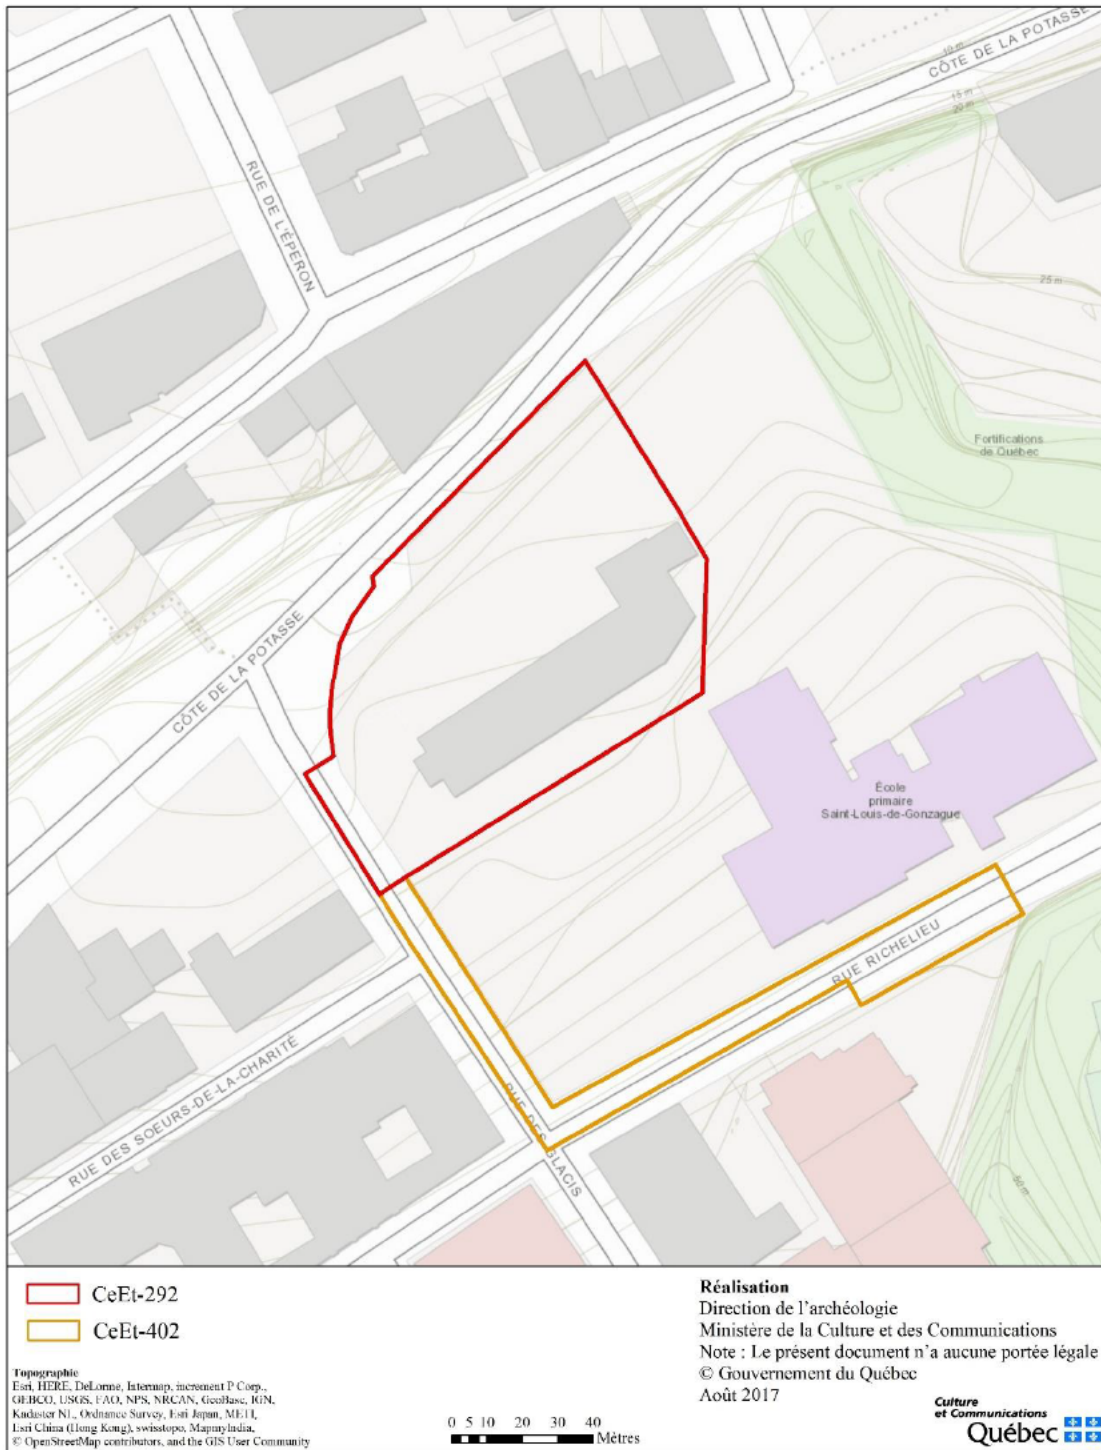 10 m
CÔTE DE LA POTASSE
15 m
20 m
RUE DE L'ÉPERON
25 m
Fortifications
de Québec
CÔTE DE LA POTASSE
École
primaire
Saint-Louis-de-Gonzague
RUE RICHELIEU
RUE DES SOEURS-DE-LA-CHARITÉ
RUE DES GLACIS
30 m
CeEt-292
CeEt-402
Topographie
Esri, HERE, DeLorme, Intermap, increment P Corp.,
GEBCO, USGS, FAO, NPS, NRCAN, GeoBase, IGN,
Kadaster NL, Ordnance Survey, Esri Japan, METI,
Esri China (Hong Kong), swisstopo, MapmyIndia,
© OpenStreetMap contributors, and the GIS User Community
0 5 10 20 30 40
Mètres
Réalisation
Direction de l'archéologie
Ministère de la Culture et des Communications
Note : Le présent document n'a aucune portée légale
© Gouvernement du Québec
Août 2017
Culture
et Communications
Québec